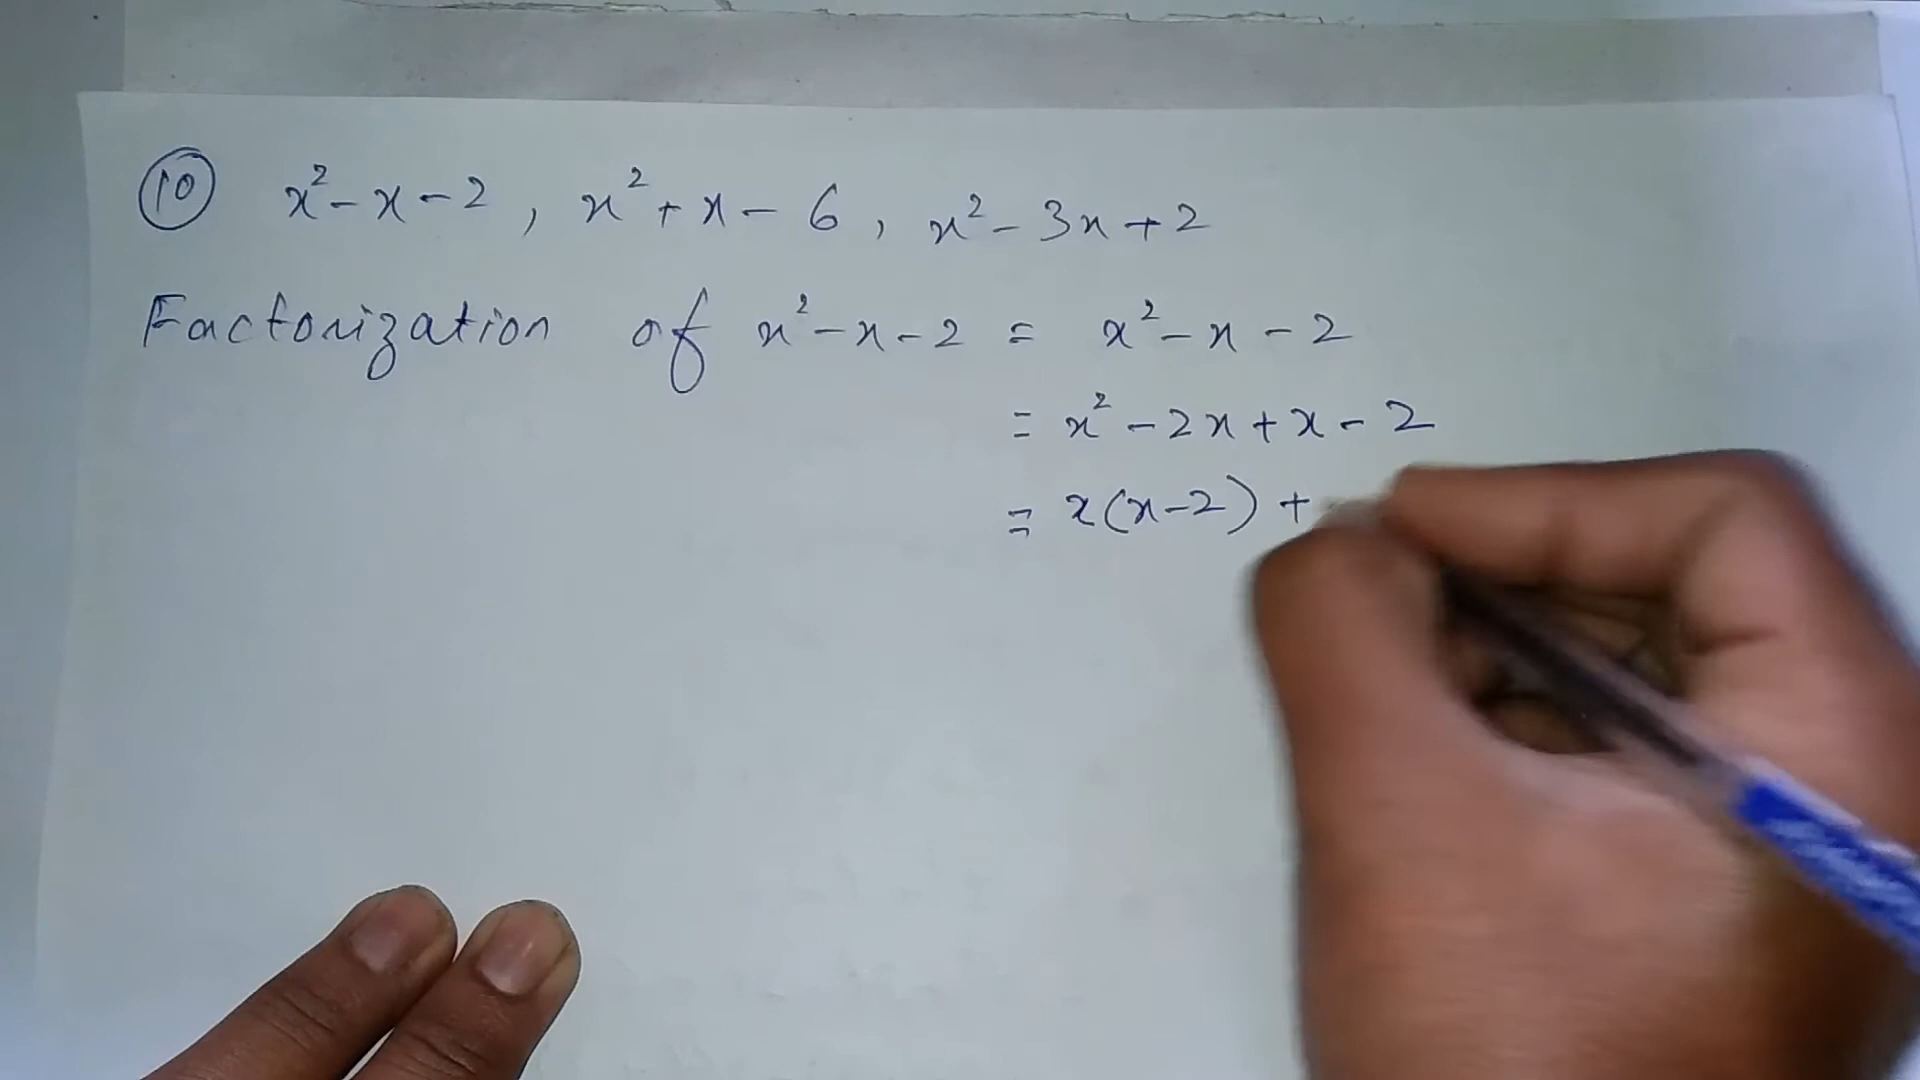 10 x² - x - 2 , x² + x - 6 , x² - 3x + 2
Factorization of x² - x - 2 = x² - x - 2
= x² - 2x + x - 2
= x(x-2) +